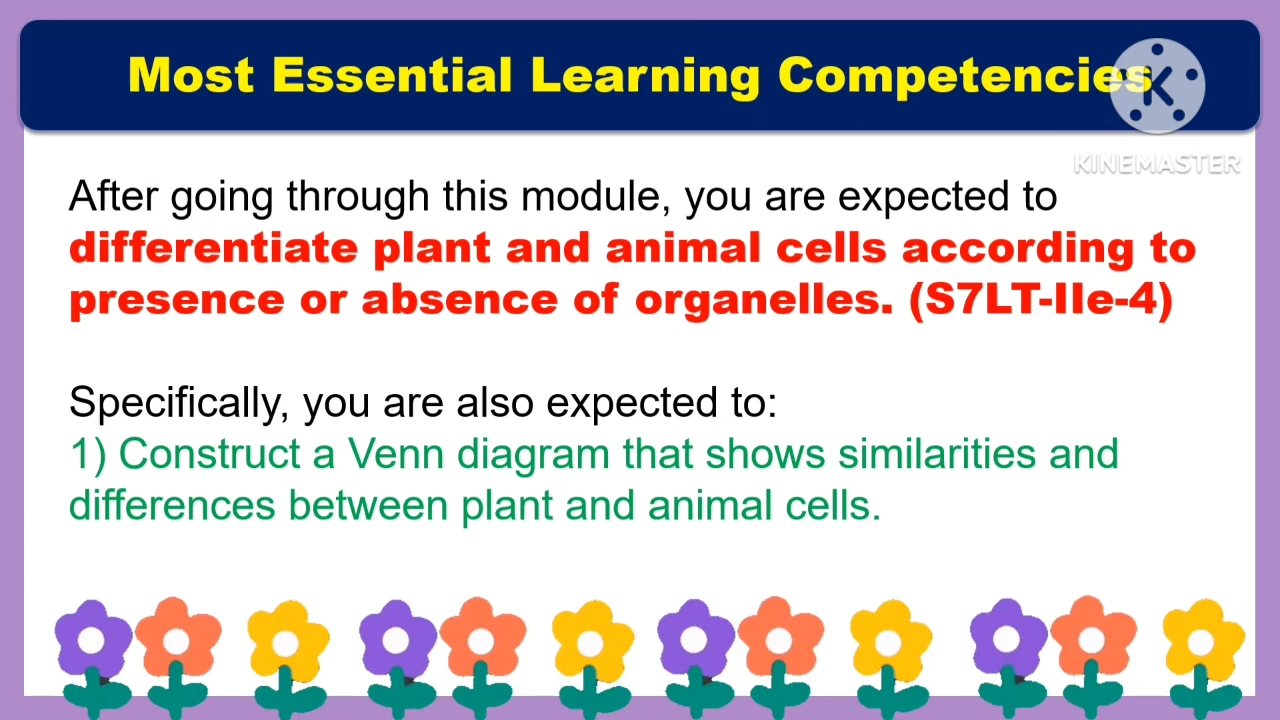 Most Essential Learning Competencies
K
KINEMASTER
After going through this module, you are expected to
differentiate plant and animal cells according to
presence or absence of organelles. (S7LT-IIe-4)
Specifically, you are also expected to:
1) Construct a Venn diagram that shows similarities and
differences between plant and animal cells.